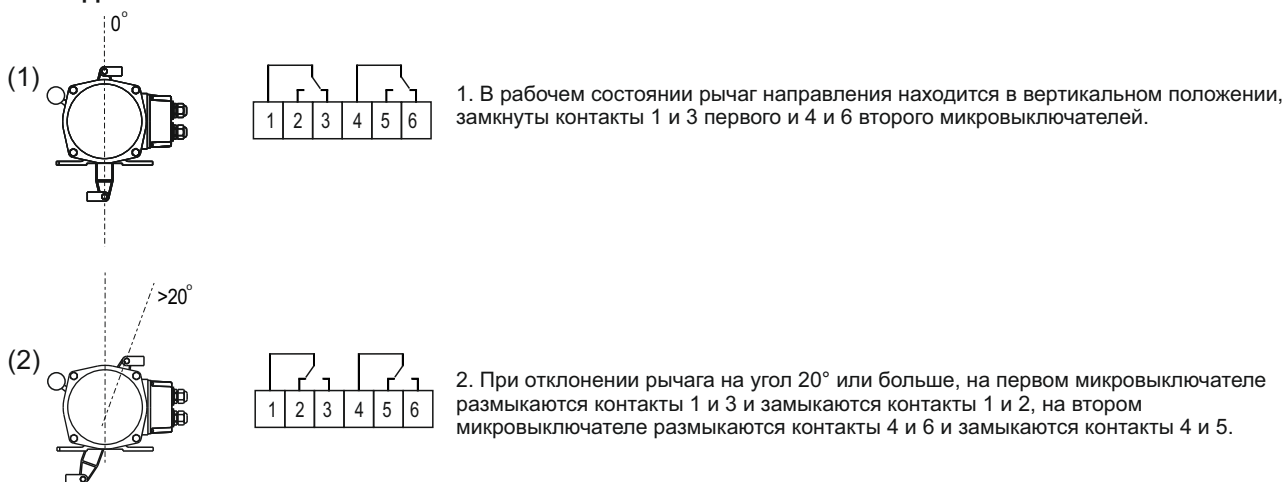 0°
(1)
1 2 3 4 5 6
1. В рабочем состоянии рычаг направления находится в вертикальном положении,
замкнуты контакты 1 и 3 первого и 4 и 6 второго микровыключателей.
>20°
(2)
1 2 3 4 5 6
2. При отклонении рычага на угол 20° или больше, на первом микровыключателе
размыкаются контакты 1 и 3 и замыкаются контакты 1 и 2, на втором
микровыключателе размыкаются контакты 4 и 6 и замыкаются контакты 4 и 5.